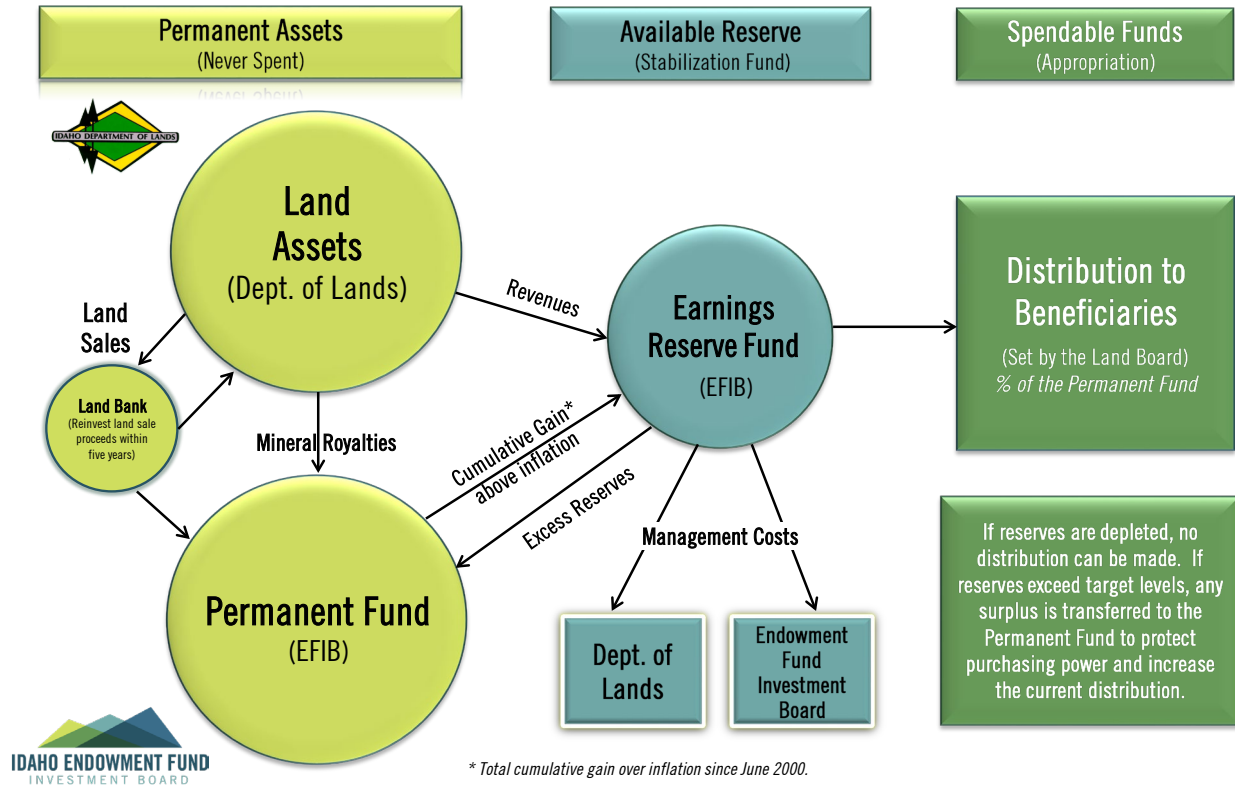 Permanent Assets
(Never Spent)
Available Reserve
(Stabilization Fund)
Spendable Funds
(Appropriation)
IDAHO DEPARTMENT OF LANDS
Land
Assets
(Dept. of Lands)
Land
Sales
Land Bank
(Reinvest land sale
proceeds within
five years)
Mineral Royalties
Revenues
Cumulative Gain*
above inflation
Excess Reserves
Earnings
Reserve Fund
(EFIB)
Distribution to
Beneficiaries
(Set by the Land Board)
% of the Permanent Fund
Permanent Fund
(EFIB)
Management Costs
Dept. of
Lands
Endowment
Fund
Investment
Board
If reserves are depleted, no
distribution can be made. If
reserves exceed target levels, any
surplus is transferred to the
Permanent Fund to protect
purchasing power and increase
the current distribution.
IDAHO ENDOWMENT FUND
INVESTMENT BOARD
* Total cumulative gain over inflation since June 2000.